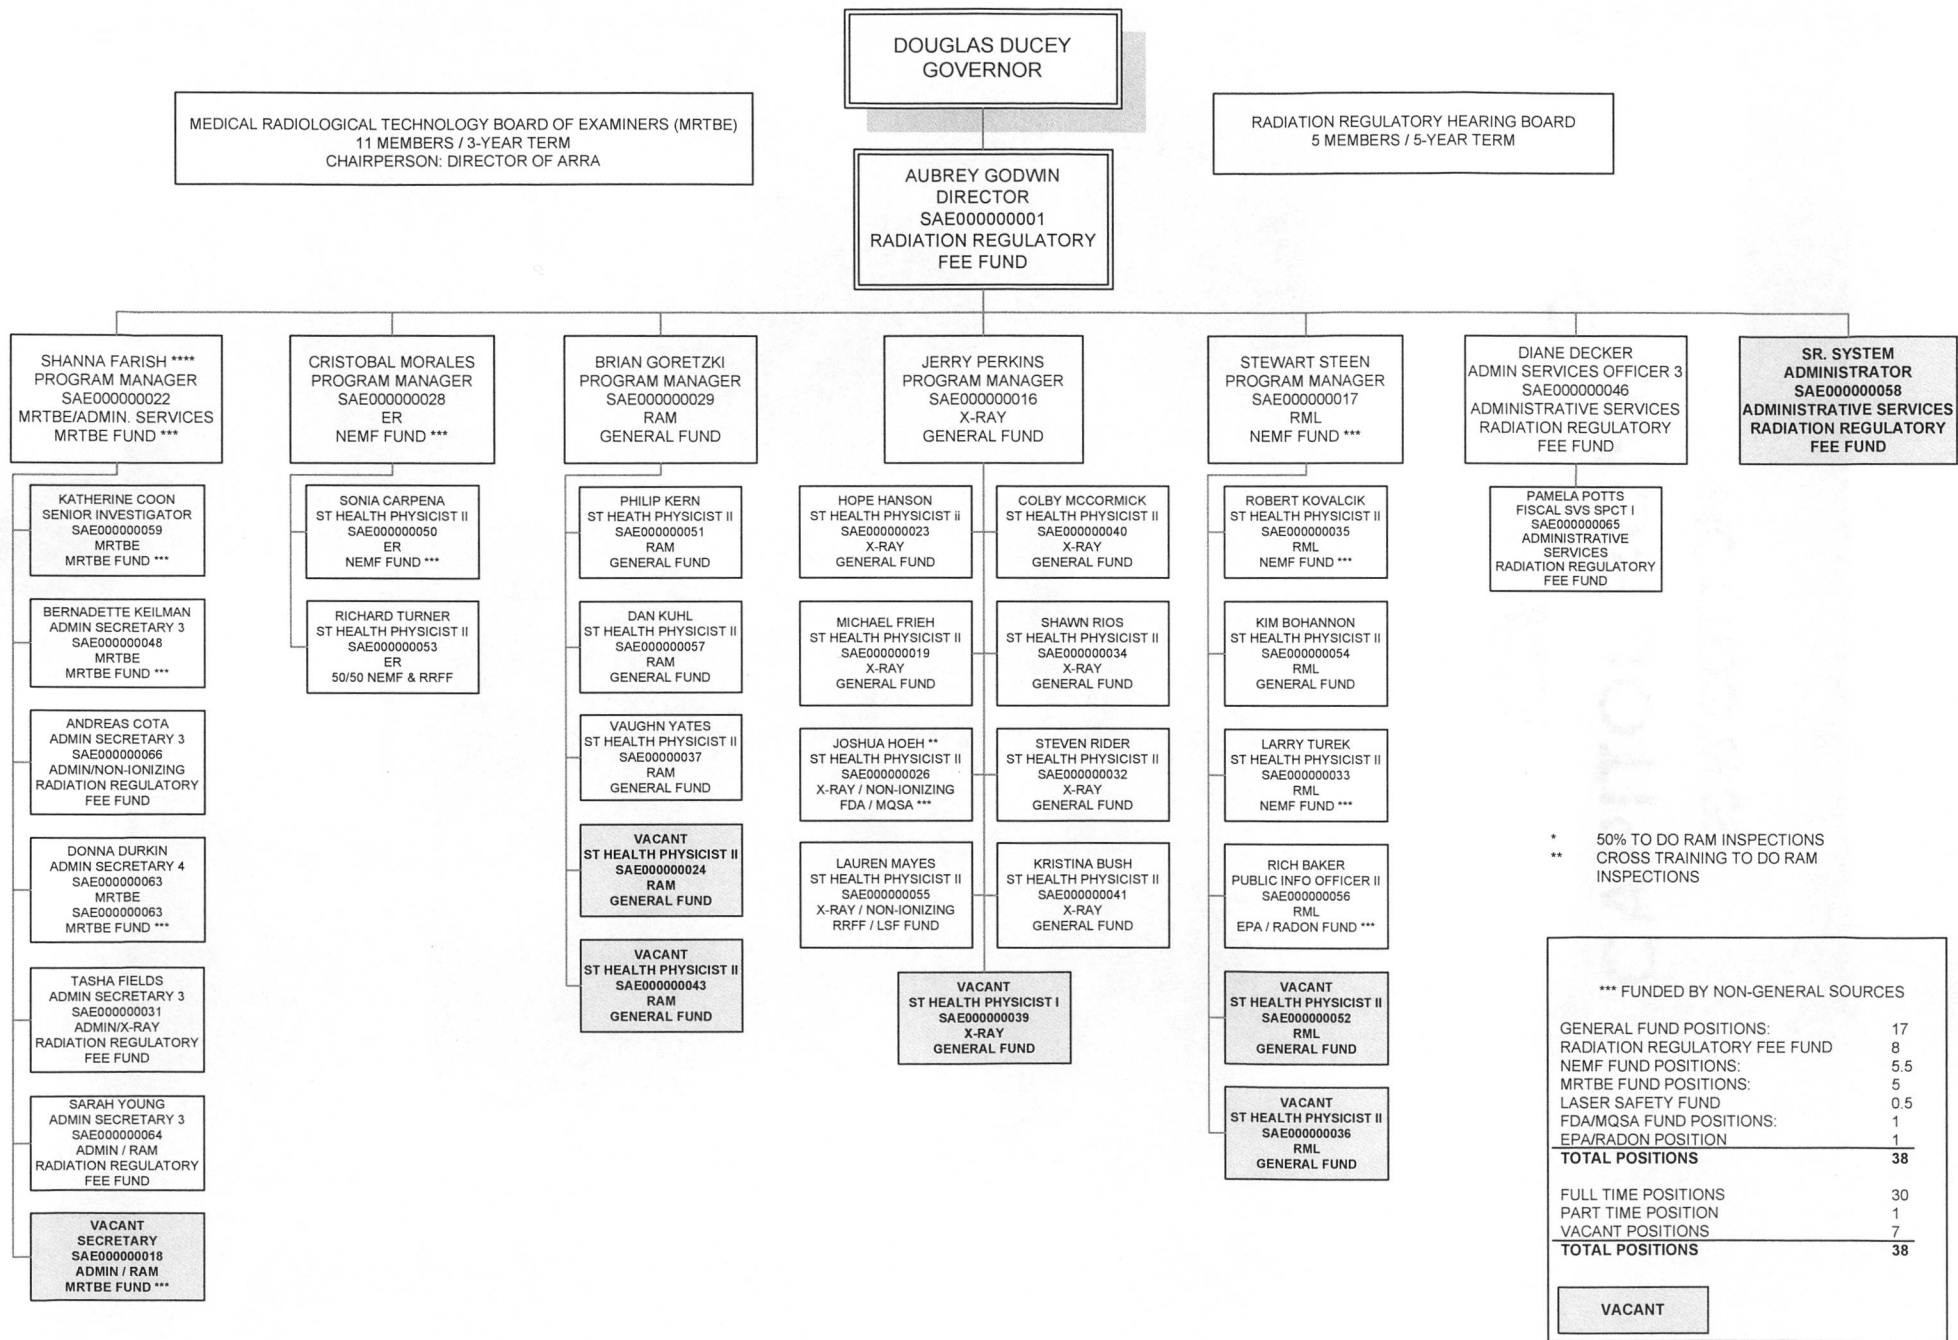 DOUGLAS DUCEY
GOVERNOR
MEDICAL RADIOLOGICAL TECHNOLOGY BOARD OF EXAMINERS (MRTBE)
11 MEMBERS / 3-YEAR TERM
CHAIRPERSON: DIRECTOR OF ARRA
RADIATION REGULATORY HEARING BOARD
5 MEMBERS / 5-YEAR TERM
AUBREY GODWIN
DIRECTOR
SAE000000001
RADIATION REGULATORY
FEE FUND
SHANNA FARISH ****
PROGRAM MANAGER
SAE000000022
MRTBE/ADMIN. SERVICES
MRTBE FUND ***
CRISTOBAL MORALES
PROGRAM MANAGER
SAE000000028
ER
NEMF FUND ***
BRIAN GORETZKI
PROGRAM MANAGER
SAE000000029
RAM
GENERAL FUND
JERRY PERKINS
PROGRAM MANAGER
SAE000000016
X-RAY
GENERAL FUND
STEWART STEEN
PROGRAM MANAGER
SAE000000017
RML
NEMF FUND ***
DIANE DECKER
ADMIN SERVICES OFFICER 3
SAE000000046
ADMINISTRATIVE SERVICES
RADIATION REGULATORY
FEE FUND
SR. SYSTEM
ADMINISTRATOR
SAE000000058
ADMINISTRATIVE SERVICES
RADIATION REGULATORY
FEE FUND
KATHERINE COON
SENIOR INVESTIGATOR
SAE000000059
MRTBE
MRTBE FUND ***
BERNADETTE KEILMAN
ADMIN SECRETARY 3
SAE000000048
MRTBE
MRTBE FUND ***
ANDREAS COTA
ADMIN SECRETARY 3
SAE000000066
ADMIN/NON-IONIZING
RADIATION REGULATORY
FEE FUND
DONNA DURKIN
ADMIN SECRETARY 4
SAE000000063
MRTBE
SAE000000063
MRTBE FUND ***
TASHA FIELDS
ADMIN SECRETARY 3
SAE000000031
ADMIN/X-RAY
RADIATION REGULATORY
FEE FUND
SARAH YOUNG
ADMIN SECRETARY 3
SAE000000064
ADMIN / RAM
RADIATION REGULATORY
FEE FUND
VACANT
SECRETARY
SAE000000018
ADMIN / RAM
MRTBE FUND ***
SONIA CARPENA
ST HEALTH PHYSICIST II
SAE000000050
ER
NEMF FUND ***
RICHARD TURNER
ST HEALTH PHYSICIST II
SAE000000053
ER
50/50 NEMF & RRFF
PHILIP KERN
ST HEATH PHYSICIST II
SAE000000051
RAM
GENERAL FUND
DAN KUHL
ST HEALTH PHYSICIST II
SAE000000057
RAM
GENERAL FUND
VAUGHN YATES
ST HEALTH PHYSICIST II
SAE00000037
RAM
GENERAL FUND
VACANT
ST HEALTH PHYSICIST II
SAE000000024
RAM
GENERAL FUND
VACANT
ST HEALTH PHYSICIST II
SAE000000043
RAM
GENERAL FUND
HOPE HANSON
ST HEALTH PHYSICIST ii
SAE000000023
X-RAY
GENERAL FUND
COLBY MCCORMICK
ST HEALTH PHYSICIST II
SAE000000040
X-RAY
GENERAL FUND
MICHAEL FRIEH
ST HEALTH PHYSICIST II
SAE000000019
X-RAY
GENERAL FUND
SHAWN RIOS
ST HEALTH PHYSICIST II
SAE000000034
X-RAY
GENERAL FUND
JOSHUA HOEH **
ST HEALTH PHYSICIST II
SAE000000026
X-RAY / NON-IONIZING
FDA / MQSA ***
STEVEN RIDER
ST HEALTH PHYSICIST II
SAE000000032
X-RAY
GENERAL FUND
LAUREN MAYES
ST HEALTH PHYSICIST II
SAE000000055
X-RAY / NON-IONIZING
RRFF / LSF FUND
KRISTINA BUSH
ST HEALTH PHYSICIST II
SAE000000041
X-RAY
GENERAL FUND
VACANT
ST HEALTH PHYSICIST I
SAE000000039
X-RAY
GENERAL FUND
ROBERT KOVALCIK
ST HEALTH PHYSICIST II
SAE000000035
RML
NEMF FUND ***
KIM BOHANNON
ST HEALTH PHYSICIST II
SAE000000054
RML
GENERAL FUND
LARRY TUREK
ST HEALTH PHYSICIST II
SAE000000033
RML
NEMF FUND ***
RICH BAKER
PUBLIC INFO OFFICER II
SAE000000056
RML
EPA / RADON FUND ***
VACANT
ST HEALTH PHYSICIST II
SAE000000052
RML
GENERAL FUND
VACANT
ST HEALTH PHYSICIST II
SAE00000036
RML
GENERAL FUND
PAMELA POTTS
FISCAL SVS SPCT I
SAE000000065
ADMINISTRATIVE
SERVICES
RADIATION REGULATORY
FEE FUND
* 50% TO DO RAM INSPECTIONS
** CROSS TRAINING TO DO RAM
INSPECTIONS
*** FUNDED BY NON-GENERAL SOURCES
GENERAL FUND POSITIONS: 17
RADIATION REGULATORY FEE FUND 8
NEMF FUND POSITIONS: 5.5
MRTBE FUND POSITIONS: 5
LASER SAFETY FUND 0.5
FDA/MQSA FUND POSITIONS: 1
EPA/RADON POSITION 1
TOTAL POSITIONS 38
FULL TIME POSITIONS 30
PART TIME POSITION 1
VACANT POSITIONS 7
TOTAL POSITIONS 38
VACANT